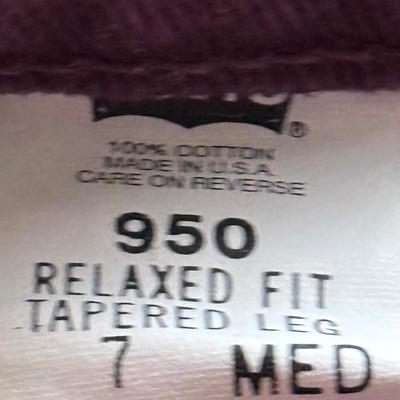 ®
100% COTTON
MADE IN U.S.A.
CARE ON REVERSE
950
RELAXED FIT
TAPERED LEG
7 MED